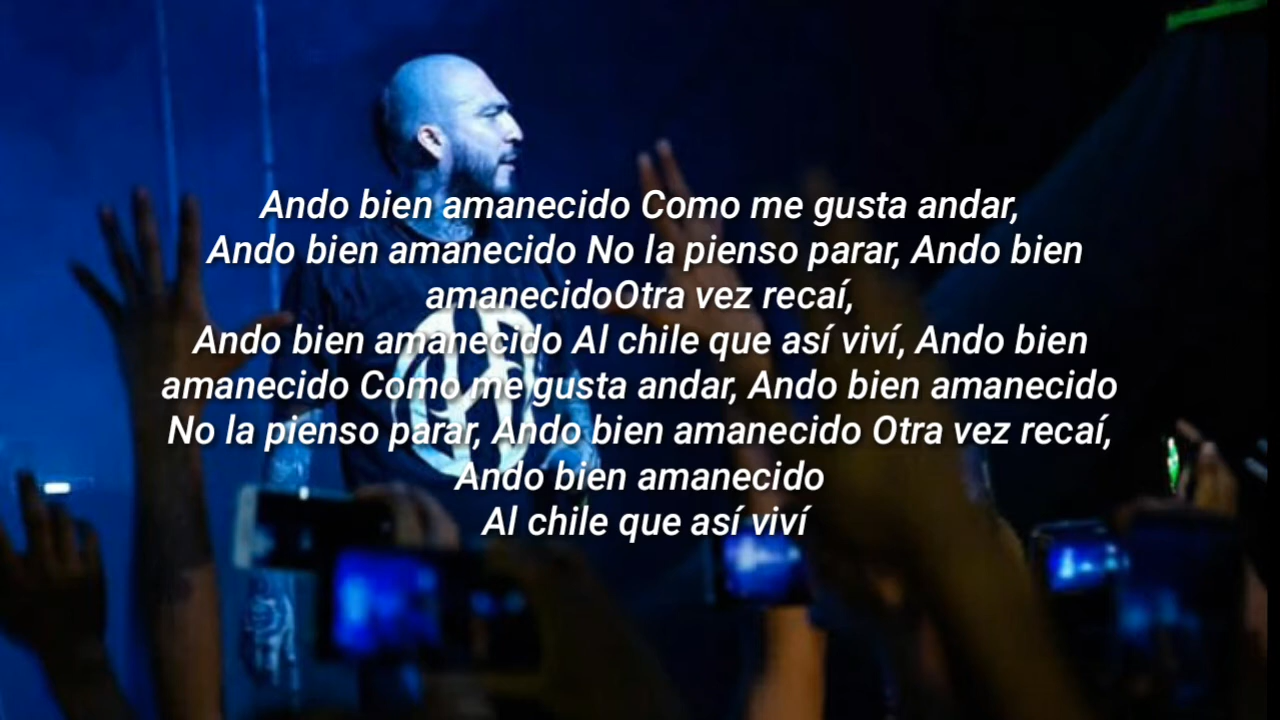 Ando bien amanecido Como me gusta andar,
Ando bien amanecido No la pienso parar, Ando bien
amanecidoOtra vez recaí,
Ando bien amanecido Al chile que así viví, Ando bien
amanecido Como me gusta andar, Ando bien amanecido
No la pienso parar, Ando bien amanecido Otra vez recaí,
Ando bien amanecido
Al chile que así viví